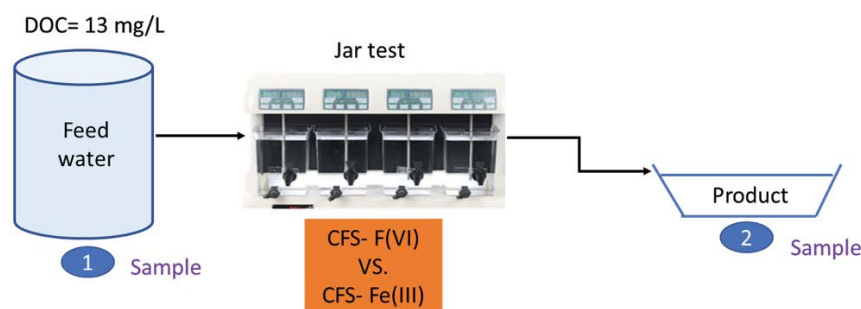 DOC= 13 mg/L
Jar test
Feed
water
Product
1
Sample
2
Sample
CFS- F(VI)
VS.
CFS- Fe(III)